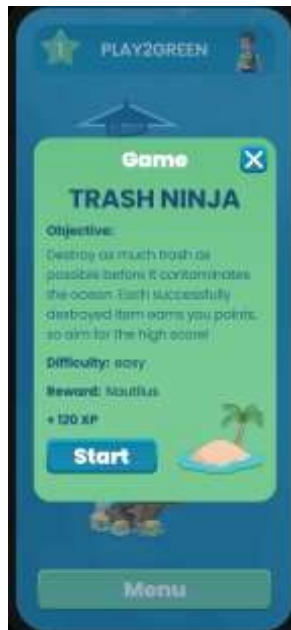 1
PLAY2GREEN
Game
TRASH NINJA
Objective:
Destroy as much trash as
possible before it contaminates
the ocean. Each successfully
destroyed item earns you points,
so aim for the high score!
Difficulty: easy
Reward: Nautilus
+ 120 XP
Start
Menu